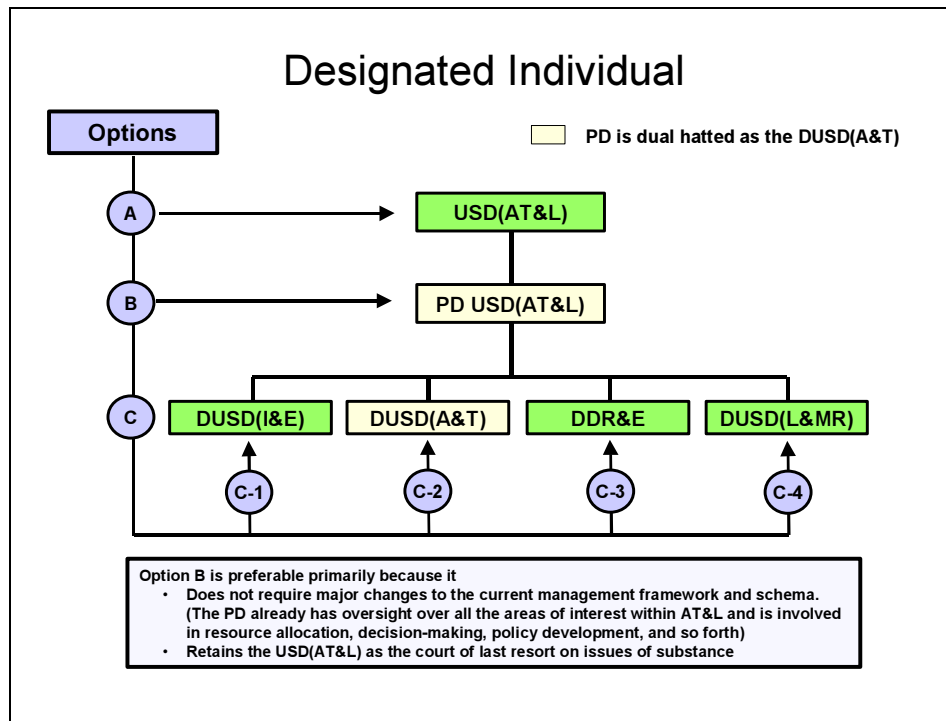 Designated Individual
Options
PD is dual hatted as the DUSD(A&T)
A
USD(AT&L)
B
PD USD(AT&L)
C
DUSD(I&E)
DUSD(A&T)
DDR&E
DUSD(L&MR)
C-1
C-2
C-3
C-4
Option B is preferable primarily because it
• Does not require major changes to the current management framework and schema.
(The PD already has oversight over all the areas of interest within AT&L and is involved
in resource allocation, decision-making, policy development, and so forth)
• Retains the USD(AT&L) as the court of last resort on issues of substance